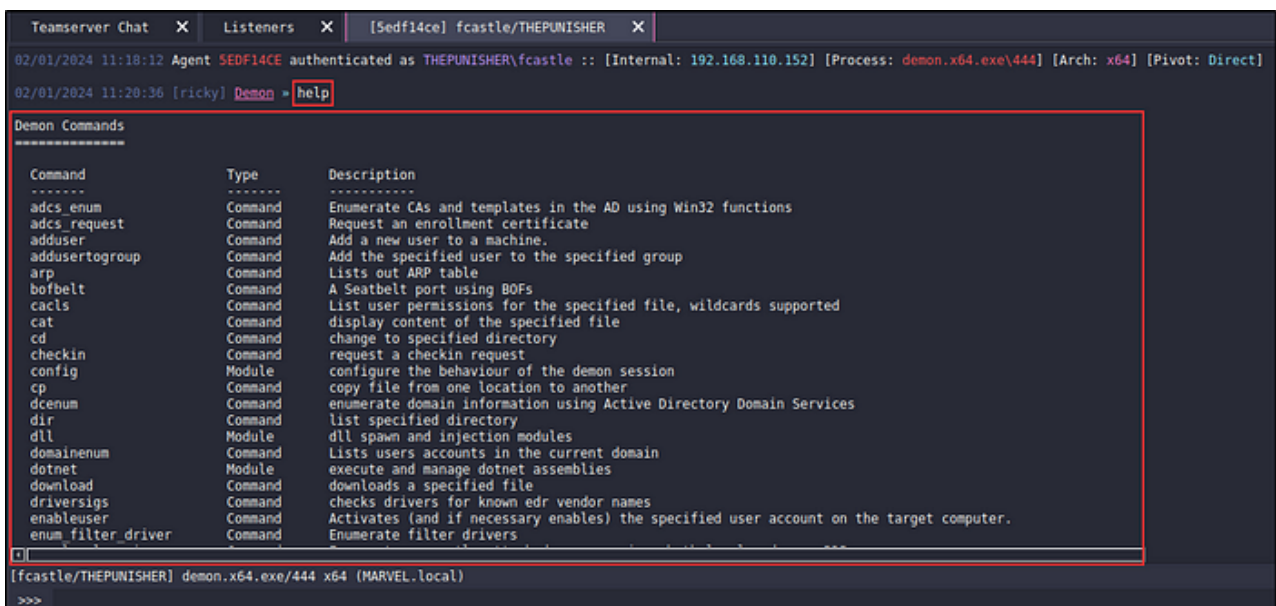 Teamserver Chat X Listeners X [5edf14ce] fcastle/THEPUNISHER X
02/01/2024 11:18:12 Agent 5EDF14CE authenticated as THEPUNISHER\fcastle :: [Internal: 192.168.110.152] [Process: demon.x64.exe\444] [Arch: x64] [Pivot: Direct]
02/01/2024 11:20:36 [ricky] Demon » help
Demon Commands
==============
Command Type Description
------- ------- -----------
adcs_enum Command Enumerate CAs and templates in the AD using Win32 functions
adcs_request Command Request an enrollment certificate
adduser Command Add a new user to a machine.
addusertogroup Command Add the specified user to the specified group
arp Command Lists out ARP table
bofbelt Command A Seatbelt port using BOFs
cacls Command List user permissions for the specified file, wildcards supported
cat Command display content of the specified file
cd Command change to specified directory
checkin Command request a checkin request
config Module configure the behaviour of the demon session
cp Command copy file from one location to another
dcenum Command enumerate domain information using Active Directory Domain Services
dir Command list specified directory
dll Module dll spawn and injection modules
domainenum Command Lists users accounts in the current domain
dotnet Module execute and manage dotnet assemblies
download Command downloads a specified file
driversigs Command checks drivers for known edr vendor names
enableuser Command Activates (and if necessary enables) the specified user account on the target computer.
enum_filter_driver Command Enumerate filter drivers
[fcastle/THEPUNISHER] demon.x64.exe/444 x64 (MARVEL.local)
>>>